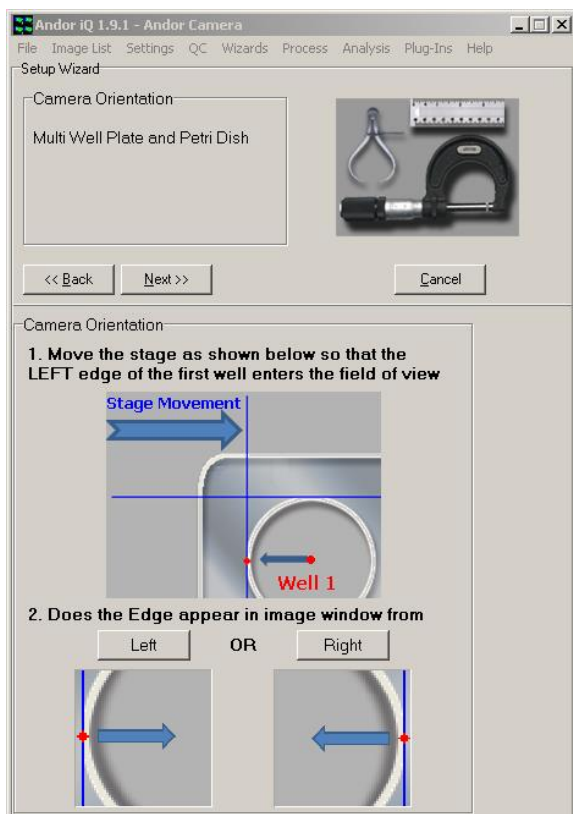 Andor iQ 1.9.1 - Andor Camera
File Image List Settings QC Wizards Process Analysis Plug-Ins Help
Setup Wizard
Camera Orientation
Multi Well Plate and Petri Dish
<< Back Next >> Cancel
Camera Orientation
1. Move the stage as shown below so that the
LEFT edge of the first well enters the field of view
Stage Movement
Well 1
2. Does the Edge appear in image window from
Left OR Right